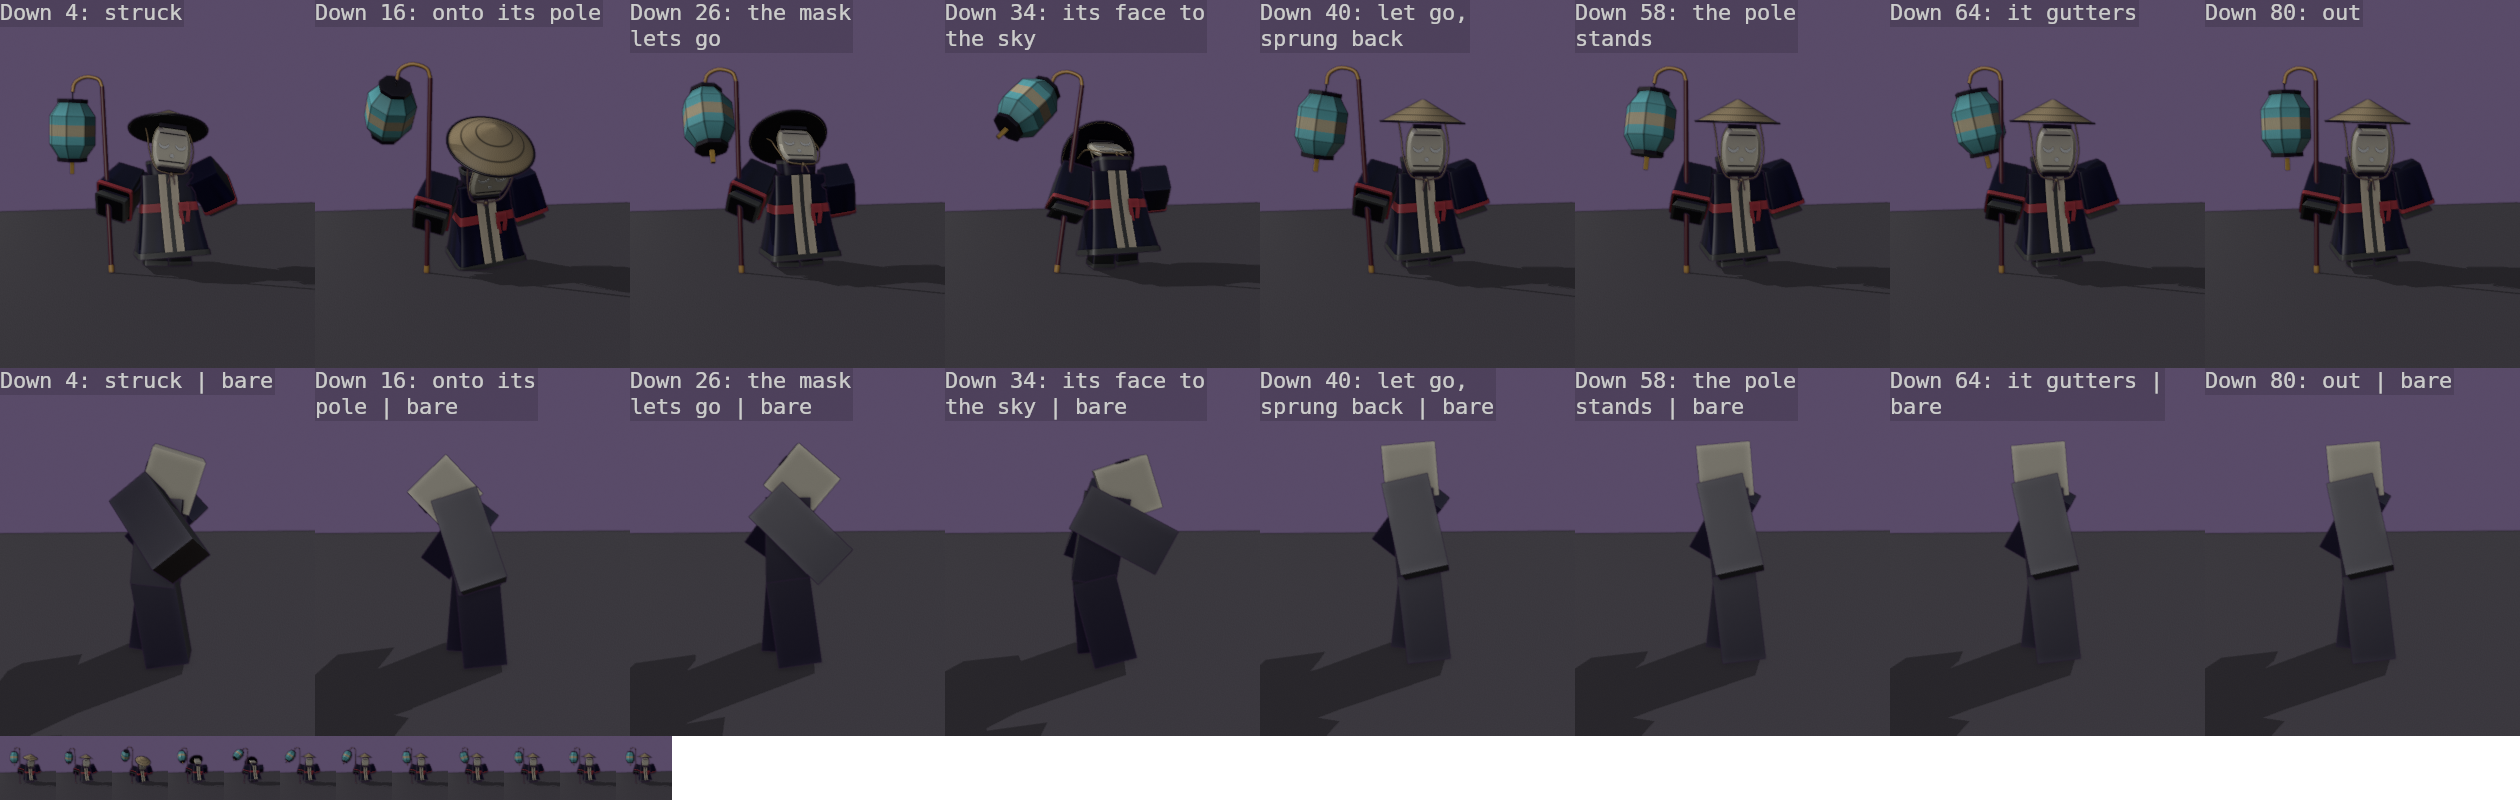 Down 4: struck
Down 16: onto its pole
Down 26: the mask
lets go
Down 34: its face to
the sky
Down 40: let go,
sprung back
Down 58: the pole
stands
Down 64: it gutters
Down 80: out
Down 4: struck | bare
Down 16: onto its
pole | bare
Down 26: the mask
lets go | bare
Down 34: its face to
the sky | bare
Down 40: let go,
sprung back | bare
Down 58: the pole
stands | bare
Down 64: it gutters |
bare
Down 80: out | bare